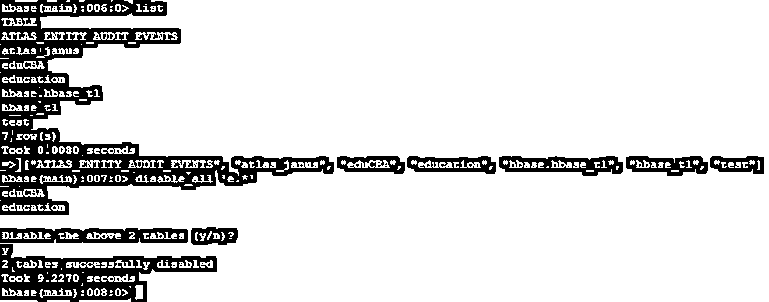 hbase(main):006:0> list
TABLE
ATLAS_ENTITY_AUDIT_EVENTS
atlas_janus
eduCBA
education
hbase.hbase_t1
hbase_t1
test
7 row(s)
Took 0.0080 seconds
=> ["ATLAS_ENTITY_AUDIT_EVENTS", "atlas_janus", "eduCBA", "education", "hbase.hbase_t1", "hbase_t1", "test"]
hbase(main):007:0> disable_all 'e.*'
eduCBA
education
Disable the above 2 tables (y/n)?
y
2 tables successfully disabled
Took 9.2270 seconds
hbase(main):008:0>